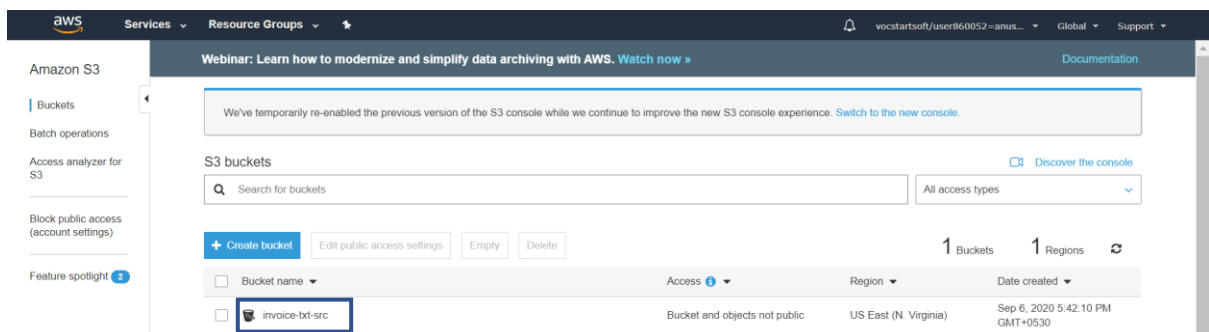 aws Services Resource Groups vocstartsoft/user860052=anus... Global Support
Amazon S3
Buckets
Batch operations
Access analyzer for
S3
Block public access
(account settings)
Feature spotlight 2
Webinar: Learn how to modernize and simplify data archiving with AWS. Watch now » Documentation
We've temporarily re-enabled the previous version of the S3 console while we continue to improve the new S3 console experience. Switch to the new console.
S3 buckets Discover the console
Search for buckets All access types
+ Create bucket Edit public access settings Empty Delete 1 Buckets 1 Regions
Bucket name Access Region Date created
invoice-txt-src Bucket and objects not public US East (N. Virginia) Sep 6, 2020 5:42:10 PM
GMT+0530